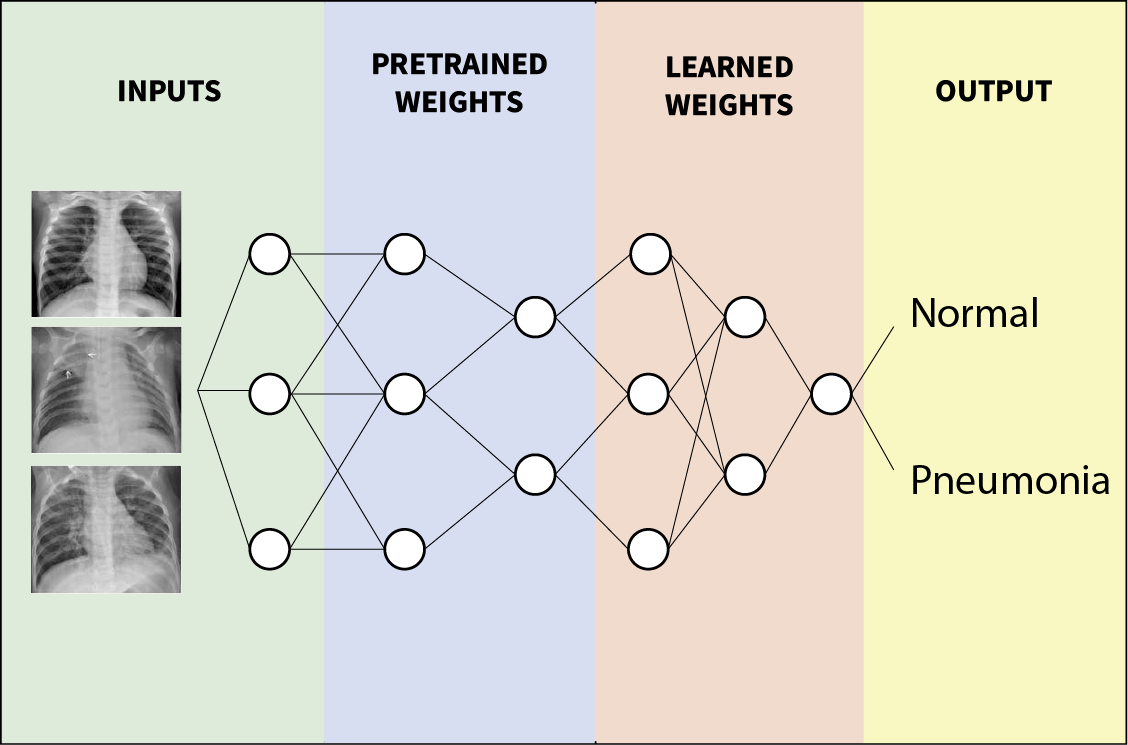 INPUTS
PRETRAINED
WEIGHTS
LEARNED
WEIGHTS
OUTPUT
Normal
Pneumonia